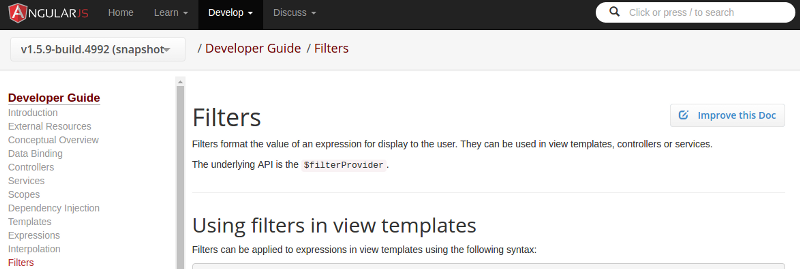 ANGULARJS Home Learn Develop Discuss Click or press / to search
v1.5.9-build.4992 (snapshot / Developer Guide / Filters
Developer Guide
Introduction
External Resources
Conceptual Overview
Data Binding
Controllers
Services
Scopes
Dependency Injection
Templates
Expressions
Interpolation
Filters
Filters
Improve this Doc
Filters format the value of an expression for display to the user. They can be used in view templates, controllers or services.
The underlying API is the $filterProvider.
Using filters in view templates
Filters can be applied to expressions in view templates using the following syntax: